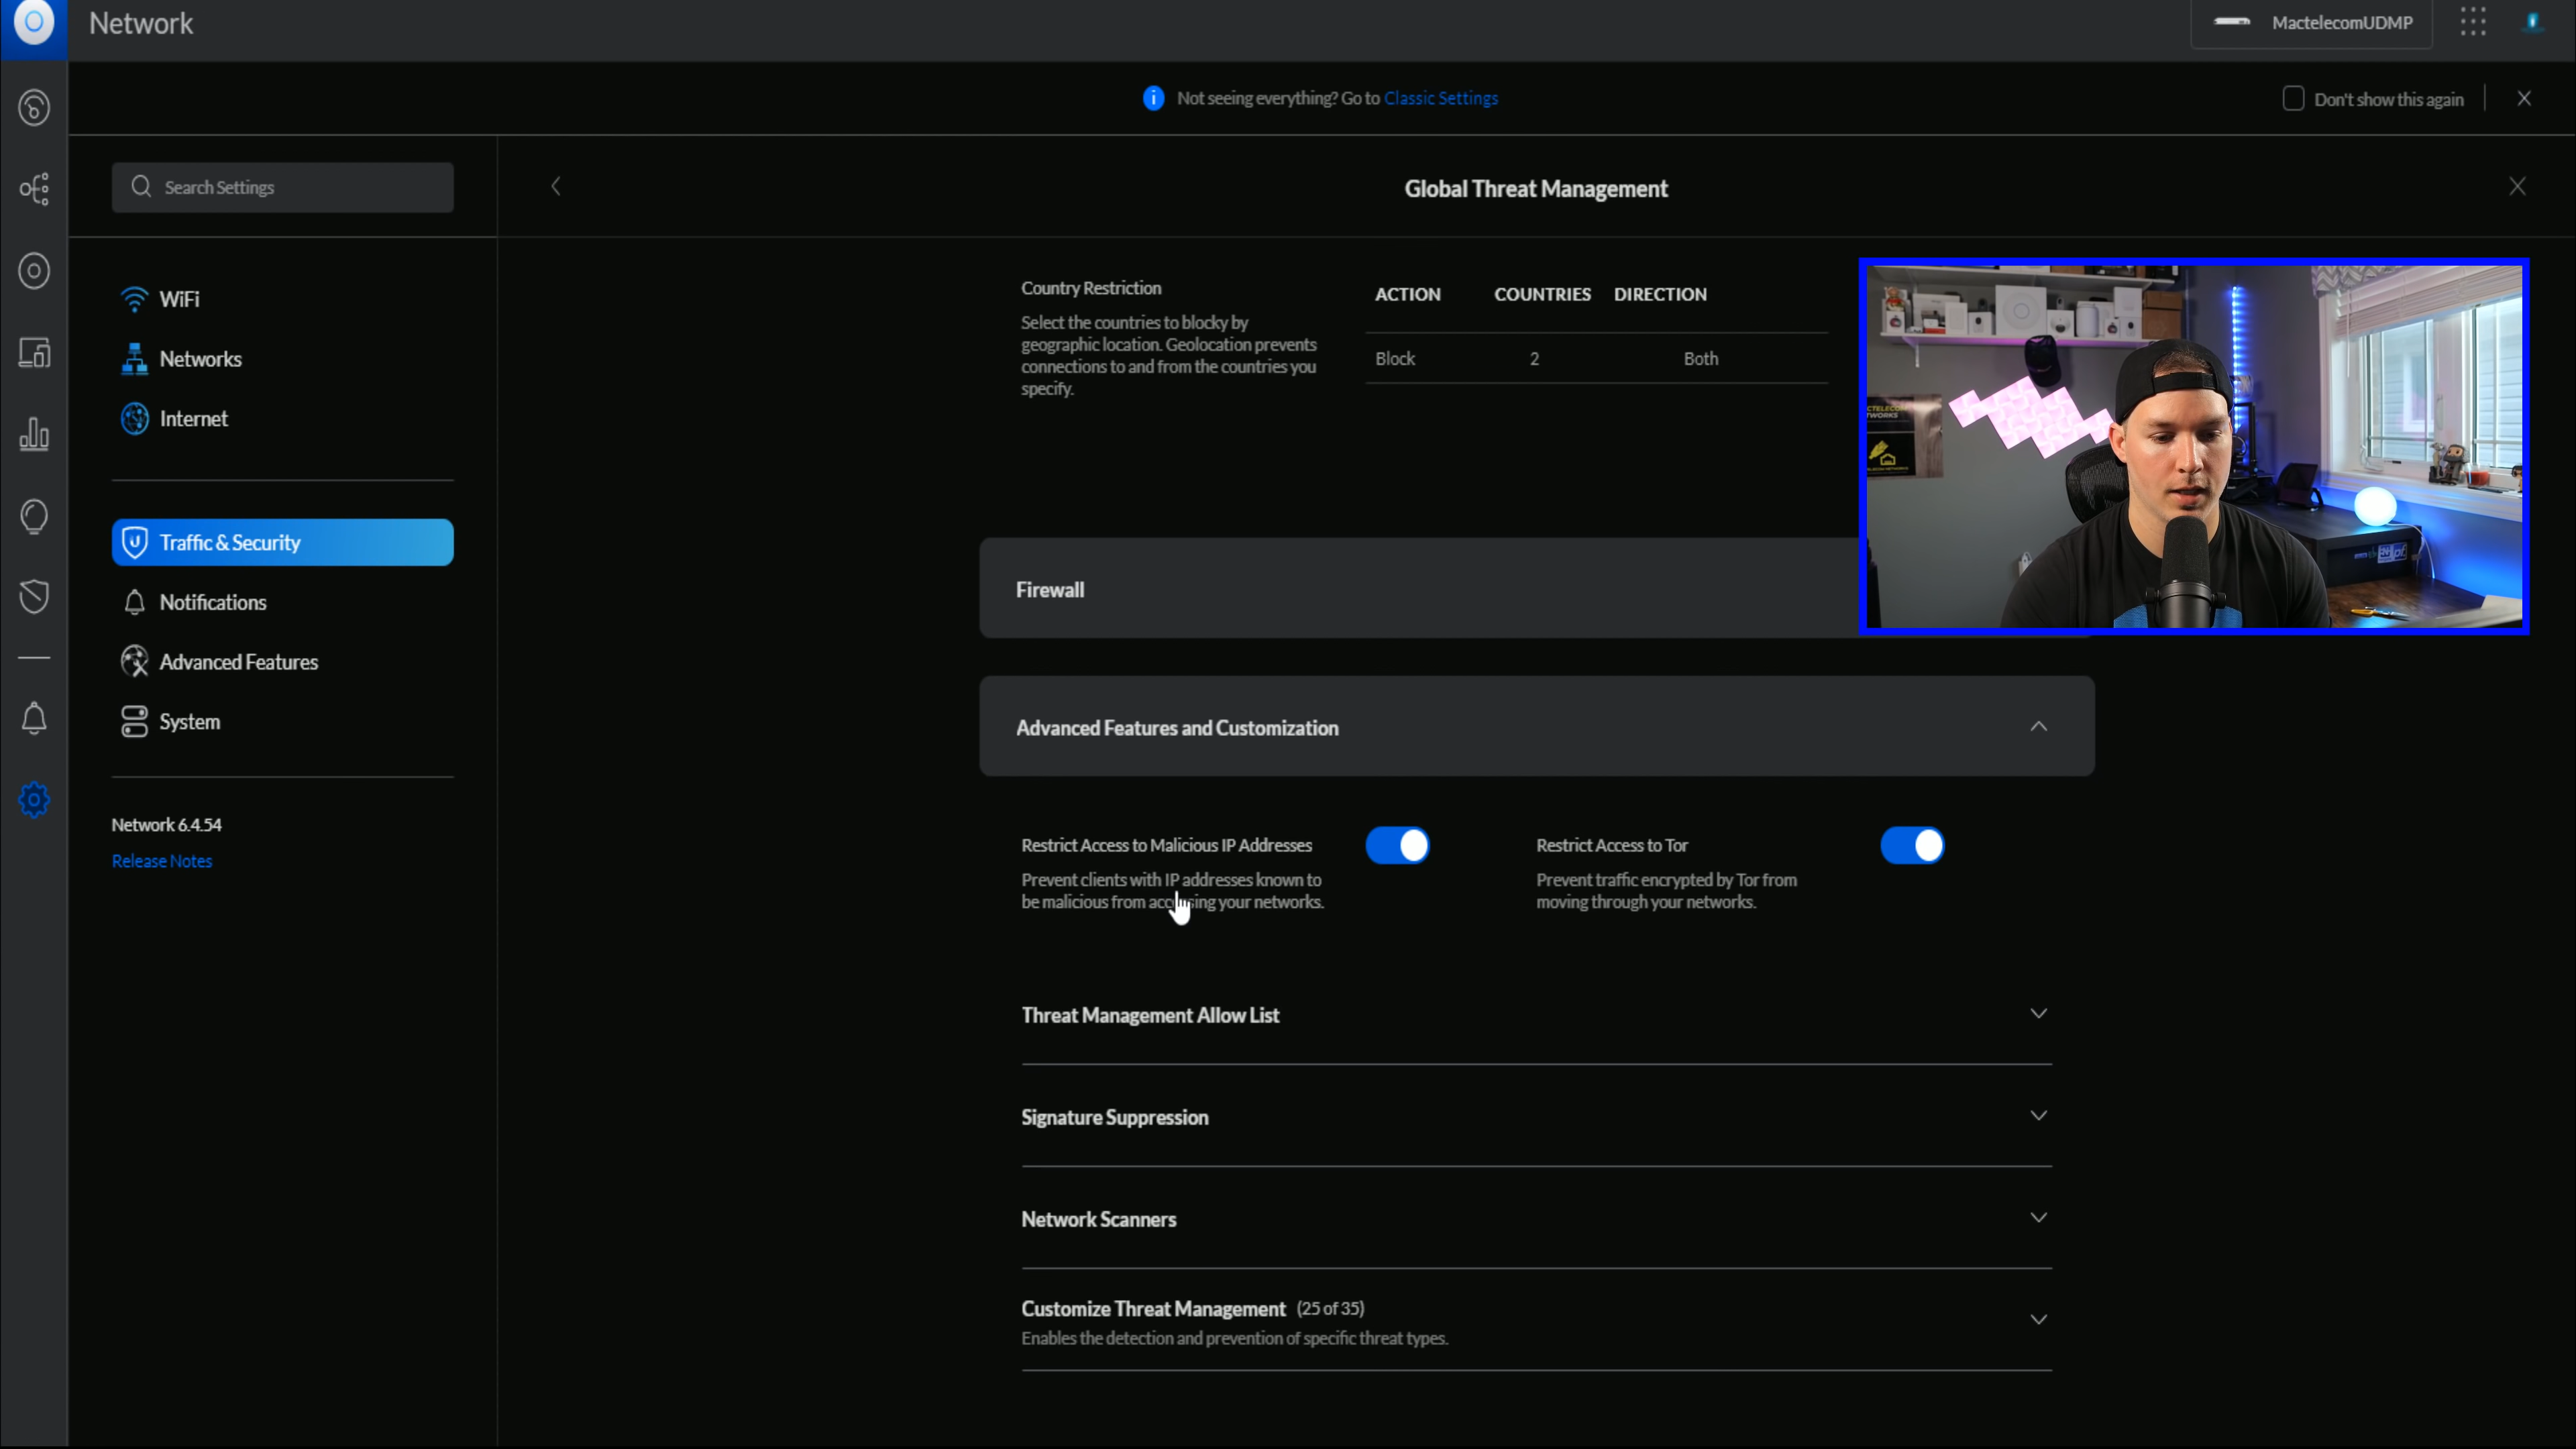 Network
MactelecomUDMP
Not seeing everything? Go to Classic Settings
Don't show this again
Search Settings
Global Threat Management
WiFi
Networks
Internet
Traffic & Security
Notifications
Advanced Features
System
Network 6.4.54
Release Notes
Country Restriction
Select the countries to blocky by
geographic location. Geolocation prevents
connections to and from the countries you
specify.
ACTION COUNTRIES DIRECTION
Block 2 Both
Firewall
Advanced Features and Customization
Restrict Access to Malicious IP Addresses
Prevent clients with IP addresses known to
be malicious from accessing your networks.
Restrict Access to Tor
Prevent traffic encrypted by Tor from
moving through your networks.
Threat Management Allow List
Signature Suppression
Network Scanners
Customize Threat Management (25 of 35)
Enables the detection and prevention of specific threat types.